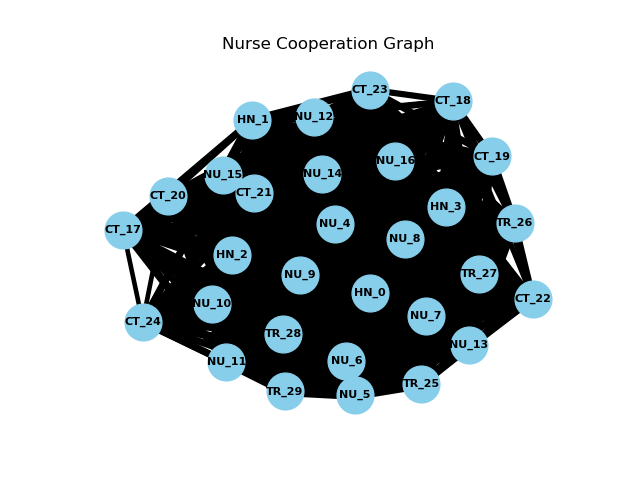 Nurse Cooperation Graph
CT_23
CT_18
HN_1
NU_12
CT_19
NU_16
NU_14
NU_15
CT_21
CT_20
HN_3
TR_26
NU_4
CT_17
NU_8
HN_2
NU_9
TR_27
HN_0
CT_22
NU_10
NU_7
CT_24
TR_28
NU_13
NU_11
NU_6
TR_25
TR_29
NU_5